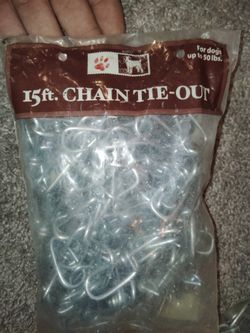 For dogs
up to 50 lbs.
15ft. CHAIN TIE-OUT